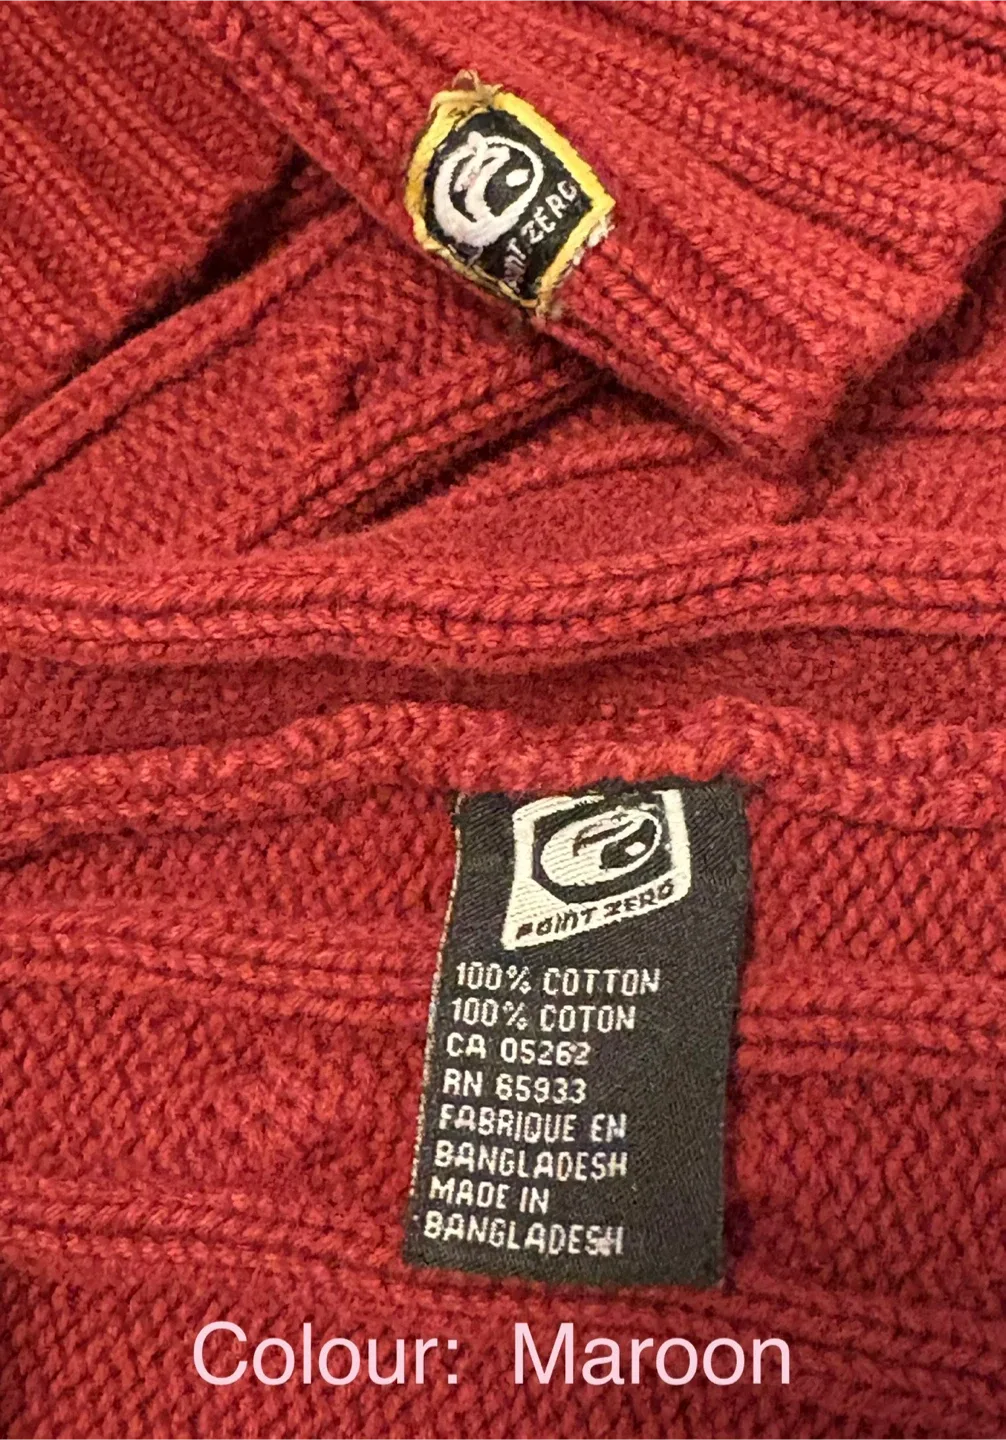 POINT ZERO
POINT ZERO
100% COTTON
100% COTON
CA 05262
RN 65933
FABRIQUE EN
BANGLADESH
MADE IN
BANGLADESH
Colour: Maroon